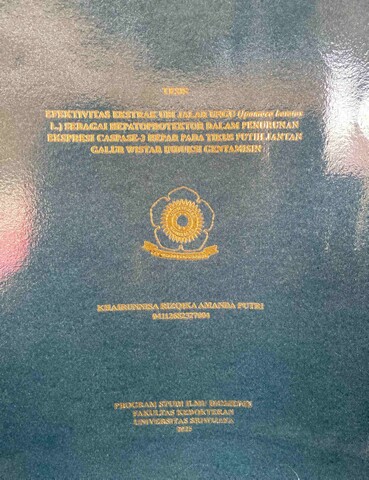 TESIS
EFEKTIVITAS EKSTRAK UBI JALAR UNGU (Ipomoea batatas
L.) SEBAGAI HEPATOPROTEKTOR DALAM PENURUNAN
EKSPRESI CASPASE-3 HEPAR PADA TIKUS PUTIH JANTAN
GALUR WISTAR INDUKSI GENTAMISIN
KHAIRUNNISA RIZQIKA AMANDA PUTRI
PROGRAM STUDI ILMU BIOMEDIK
FAKULTAS KEDOKTERAN
UNIVERSITAS SRIWIJAYA